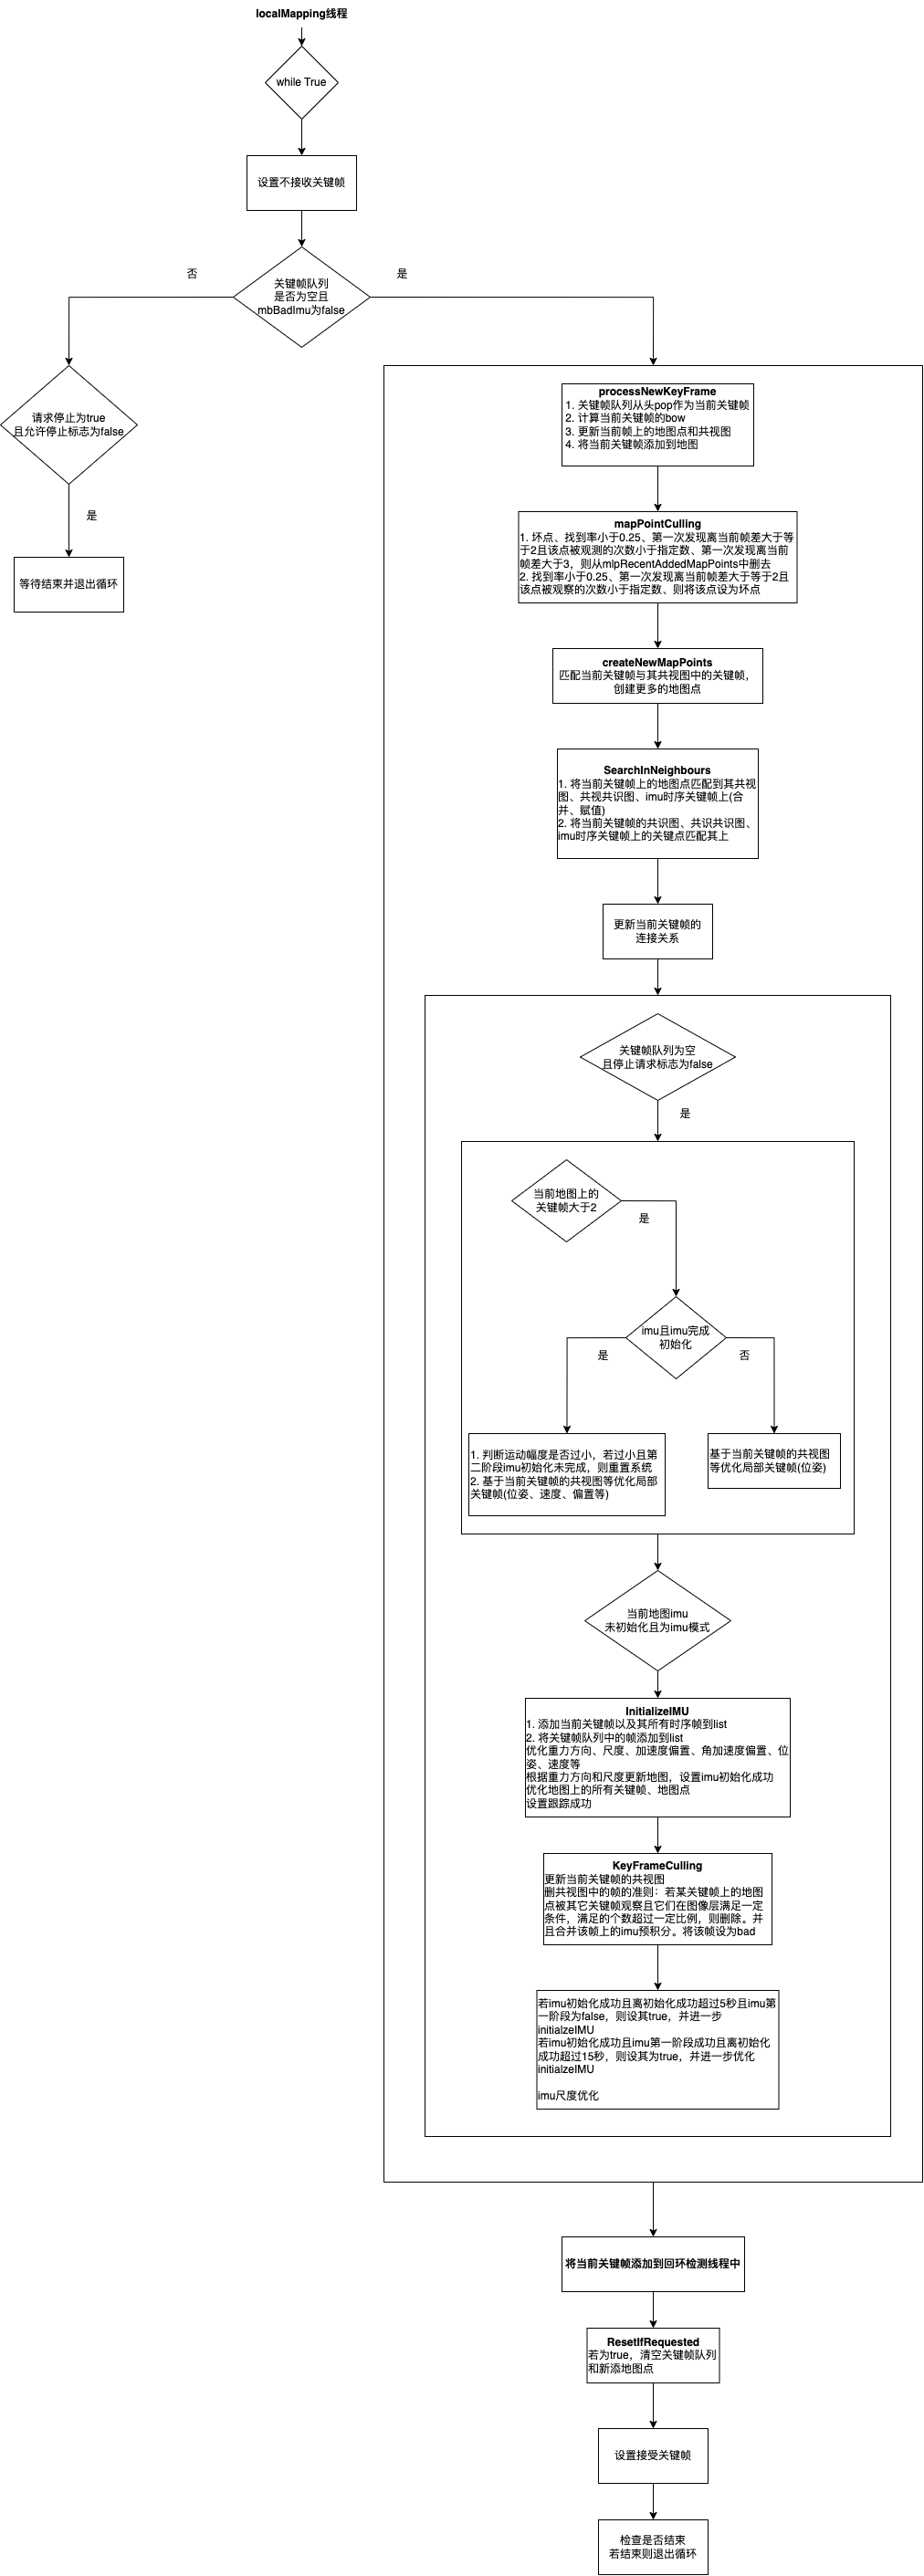 localMapping线程
while True
设置不接收关键帧
否
是
关键帧队列
是否为空且
mbBadImu为false
请求停止为true
且允许停止标志为false
是
等待结束并退出循环
processNewKeyFrame
1. 关键帧队列从头pop作为当前关键帧
2. 计算当前关键帧的bow
3. 更新当前帧上的地图点和共视图
4. 将当前关键帧添加到地图
mapPointCulling
1. 坏点、找到率小于0.25、第一次发现离当前帧差大于等
于2且该点被观测的次数小于指定数、第一次发现离当前
帧差大于3，则从mlpRecentAddedMapPoints中删去
2. 找到率小于0.25、第一次发现离当前帧差大于等于2且
该点被观察的次数小于指定数、则将该点设为坏点
createNewMapPoints
匹配当前关键帧与其共视图中的关键帧，
创建更多的地图点
SearchInNeighbours
1. 将当前关键帧上的地图点匹配到其共视
图、共视共识图、imu时序关键帧上(合
并、赋值)
2. 将当前关键帧的共识图、共识共识图、
imu时序关键帧上的关键点匹配其上
更新当前关键帧的
连接关系
关键帧队列为空
且停止请求标志为false
是
当前地图上的
关键帧大于2
是
imu且imu完成
初始化
是
否
1. 判断运动幅度是否过小，若过小且第
二阶段imu初始化未完成，则重置系统
2. 基于当前关键帧的共视图等优化局部
关键帧(位姿、速度、偏置等)
基于当前关键帧的共视图
等优化局部关键帧(位姿)
当前地图imu
未初始化且为imu模式
InitializeIMU
1. 添加当前关键帧以及其所有时序帧到list
2. 将关键帧队列中的帧添加到list
优化重力方向、尺度、加速度偏置、角加速度偏置、位
姿、速度等
根据重力方向和尺度更新地图，设置imu初始化成功
优化地图上的所有关键帧、地图点
设置跟踪成功
KeyFrameCulling
更新当前关键帧的共视图
删共视图中的帧的准则：若某关键帧上的地图
点被其它关键帧观察且它们在图像层满足一定
条件，满足的个数超过一定比例，则删除。并
且合并该帧上的imu预积分。将该帧设为bad
若imu初始化成功且离初始化成功超过5秒且imu第
一阶段为false，则设其true，并进一步
initialzeIMU
若imu初始化成功且imu第一阶段成功且离初始化
成功超过15秒，则设其为true，并进一步优化
initialzeIMU
imu尺度优化
将当前关键帧添加到回环检测线程中
ResetIfRequested
若为true，清空关键帧队列
和新添地图点
设置接受关键帧
检查是否结束
若结束则退出循环